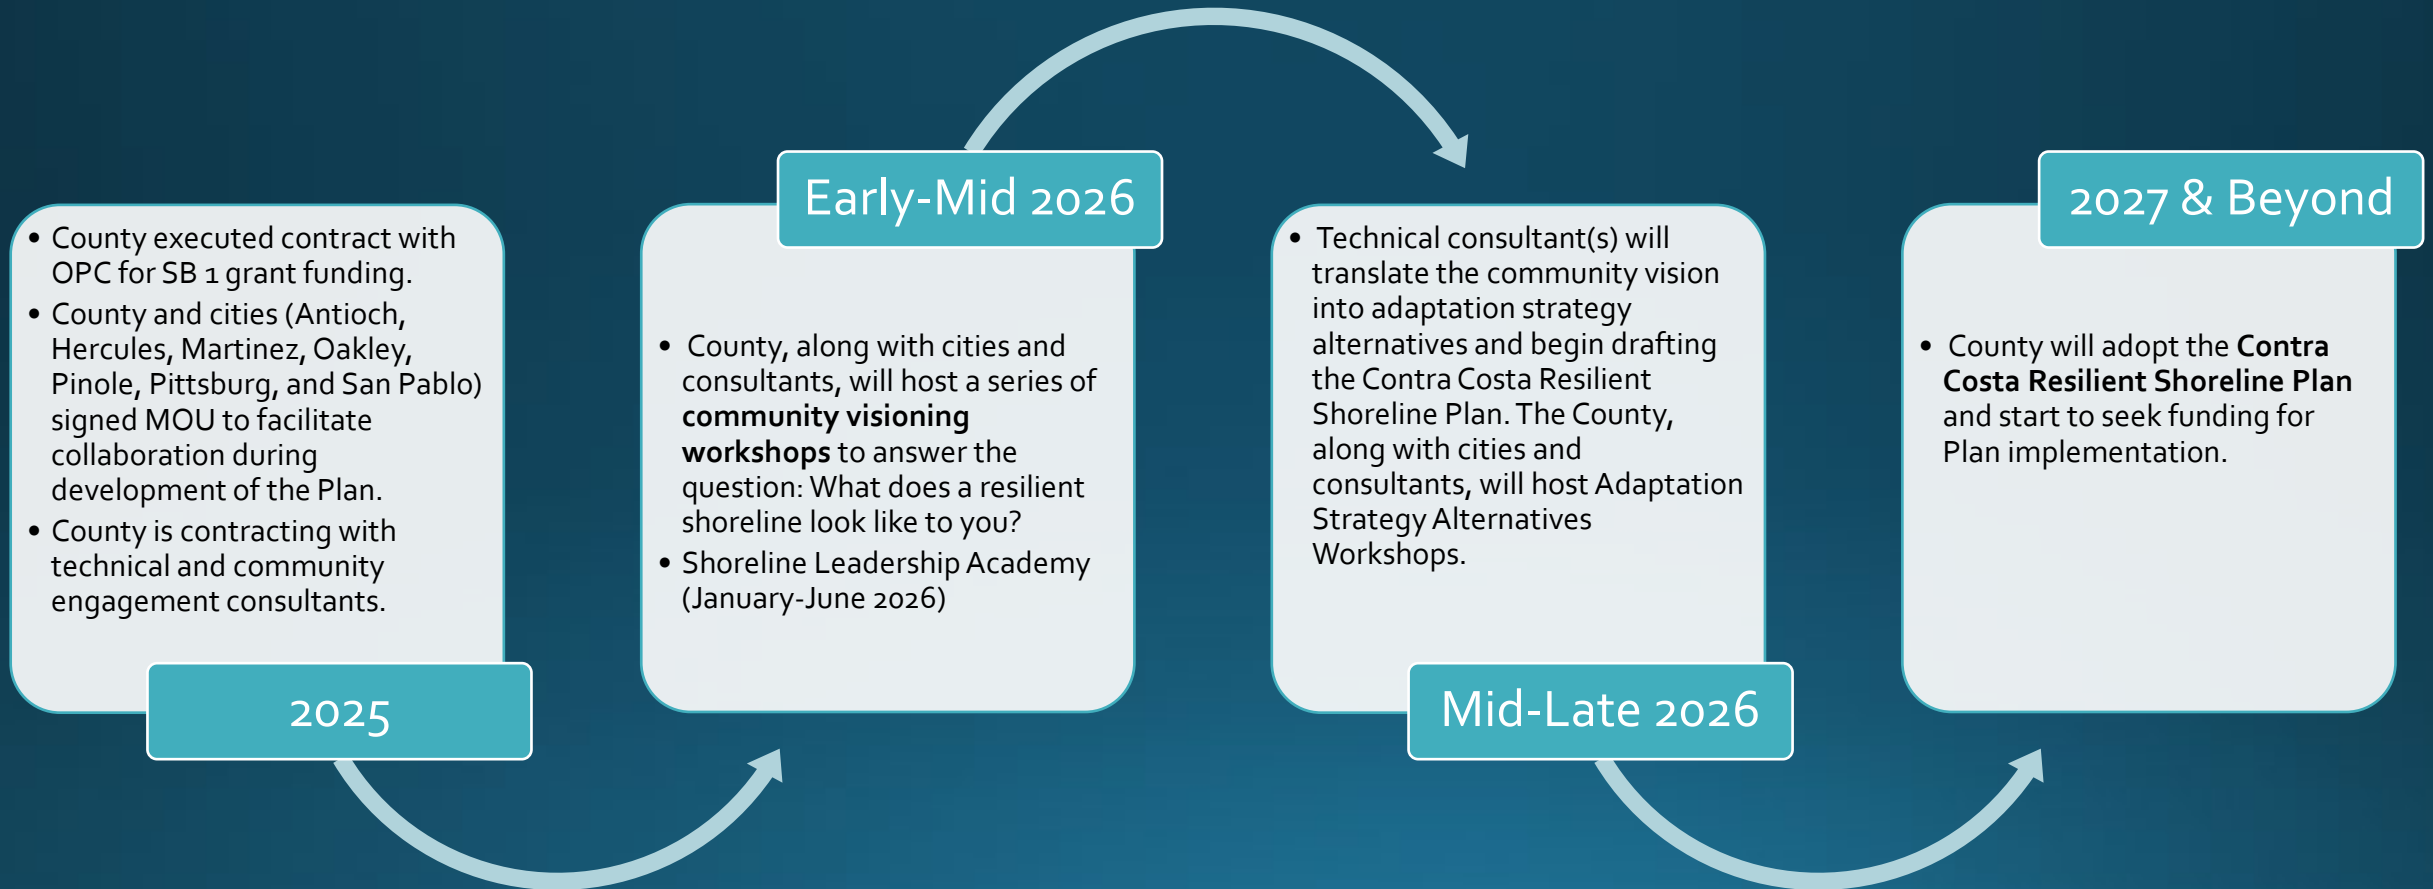 • County executed contract with
OPC for SB 1 grant funding.
• County and cities (Antioch,
Hercules, Martinez, Oakley,
Pinole, Pittsburg, and San Pablo)
signed MOU to facilitate
collaboration during
development of the Plan.
• County is contracting with
technical and community
engagement consultants.
2025
Early-Mid 2026
• County, along with cities and
consultants, will host a series of
community visioning
workshops to answer the
question: What does a resilient
shoreline look like to you?
• Shoreline Leadership Academy
(January-June 2026)
• Technical consultant(s) will
translate the community vision
into adaptation strategy
alternatives and begin drafting
the Contra Costa Resilient
Shoreline Plan. The County,
along with cities and
consultants, will host Adaptation
Strategy Alternatives
Workshops.
Mid-Late 2026
2027 & Beyond
• County will adopt the Contra
Costa Resilient Shoreline Plan
and start to seek funding for
Plan implementation.